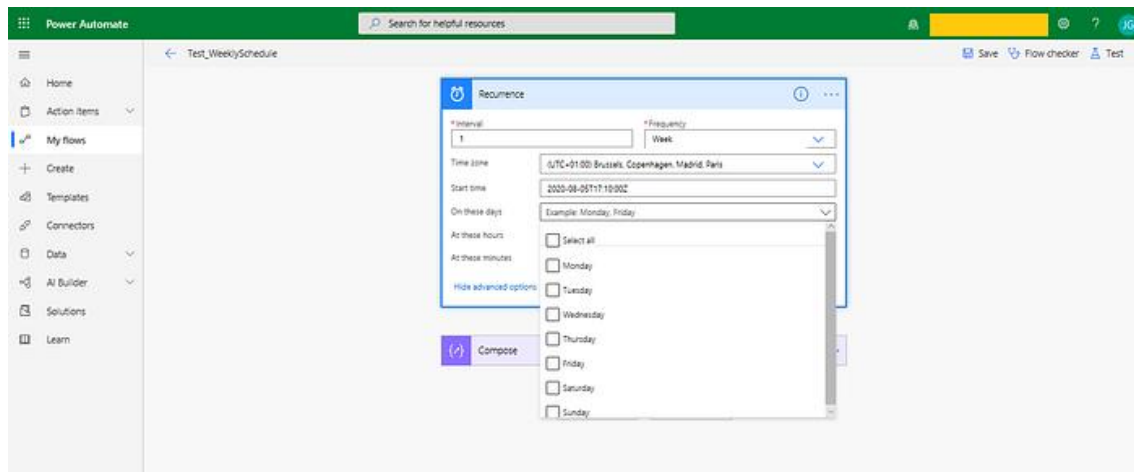 Power Automate
Search for helpful resources
?
JG
Test_WeeklySchedule
Save
Flow checker
Test
Home
Action items
My flows
Create
Templates
Connectors
Data
AI Builder
Solutions
Learn
Recurrence
*Interval
*Frequency
1
Week
Time zone
(UTC+01:00) Brussels, Copenhagen, Madrid, Paris
Start time
2020-08-05T17:10:00Z
On these days
Example: Monday, Friday
At these hours
At these minutes
Hide advanced options
Select all
Monday
Tuesday
Wednesday
Thursday
Friday
Saturday
Sunday
Compose